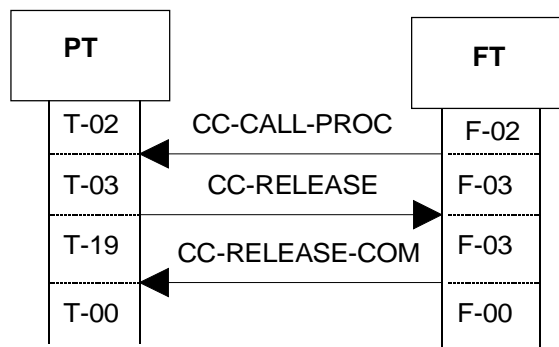 PT FT
T-02 CC-CALL-PROC F-02
T-03 CC-RELEASE F-03
T-19 CC-RELEASE-COM F-03
T-00 F-00